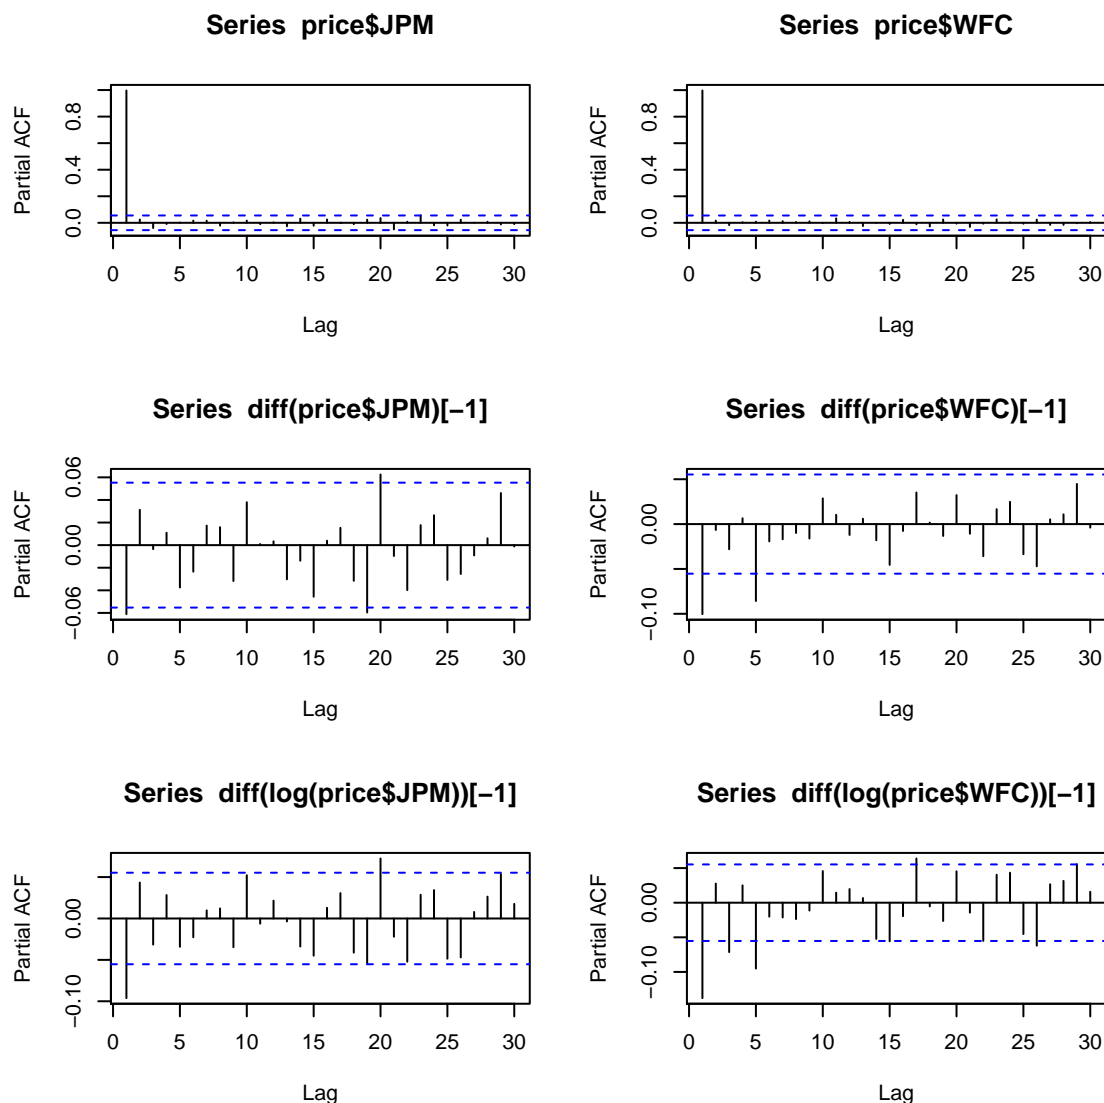 Series price$JPM
Partial ACF
0.0 0.4 0.8
0 5 10 15 20 25 30
Lag
Series price$WFC
Partial ACF
0.0 0.4 0.8
0 5 10 15 20 25 30
Lag
Series diff(price$JPM)[−1]
Partial ACF
−0.06 0.00 0.06
0 5 10 15 20 25 30
Lag
Series diff(price$WFC)[−1]
Partial ACF
−0.10 0.00
0 5 10 15 20 25 30
Lag
Series diff(log(price$JPM))[−1]
Partial ACF
−0.10 0.00
0 5 10 15 20 25 30
Lag
Series diff(log(price$WFC))[−1]
Partial ACF
−0.10 0.00
0 5 10 15 20 25 30
Lag